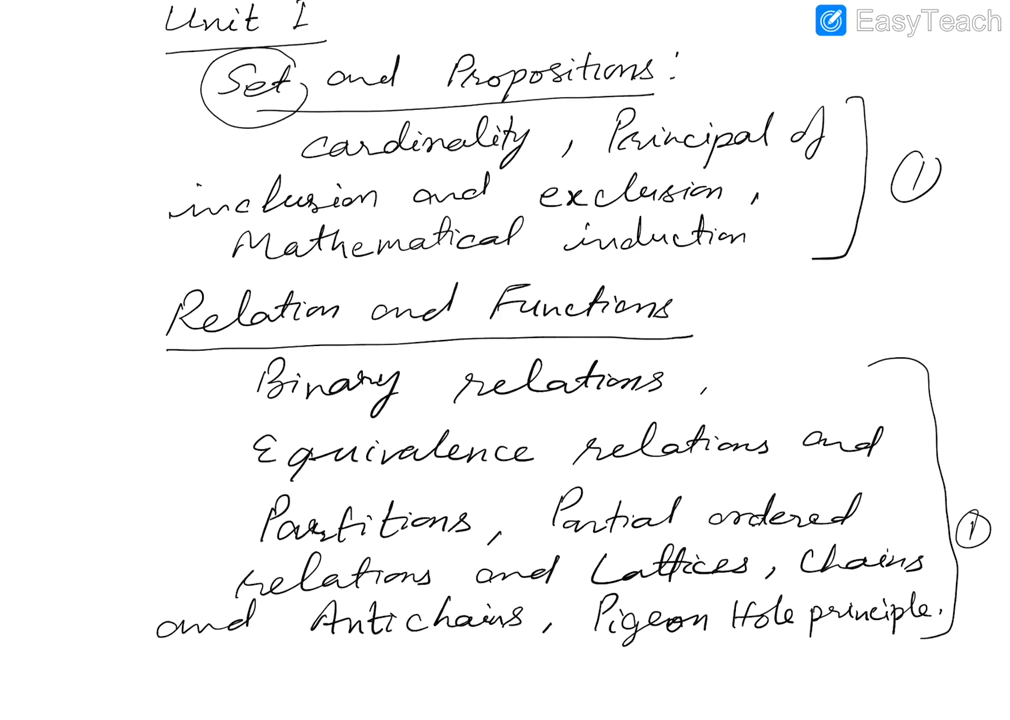 Unit I
EasyTeach
Set and Propositions:
Cardinality, Principal of
inclusion and exclusion,
Mathematical induction
①
Relation and Functions
Binary relations,
Equivalence relations and
Partitions, Partial ordered
relations and Lattices, Chains
and Antichains, Pigeon Hole principle.
①